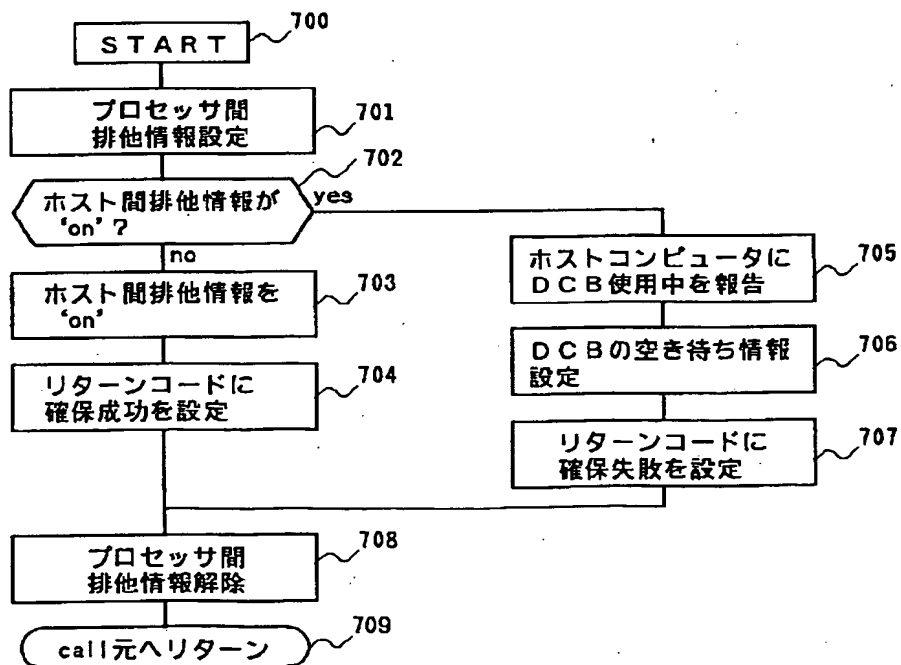 700
START
プロセッサ間
排他情報設定
701
702
ホスト間排他情報が
'on'?
yes
no
ホスト間排他情報を
'on'
703
リターンコードに
確保成功を設定
704
ホストコンピュータに
DCB使用中を報告
705
DCBの空き待ち情報
設定
706
リターンコードに
確保失敗を設定
707
プロセッサ間
排他情報解除
708
call元へリターン
709